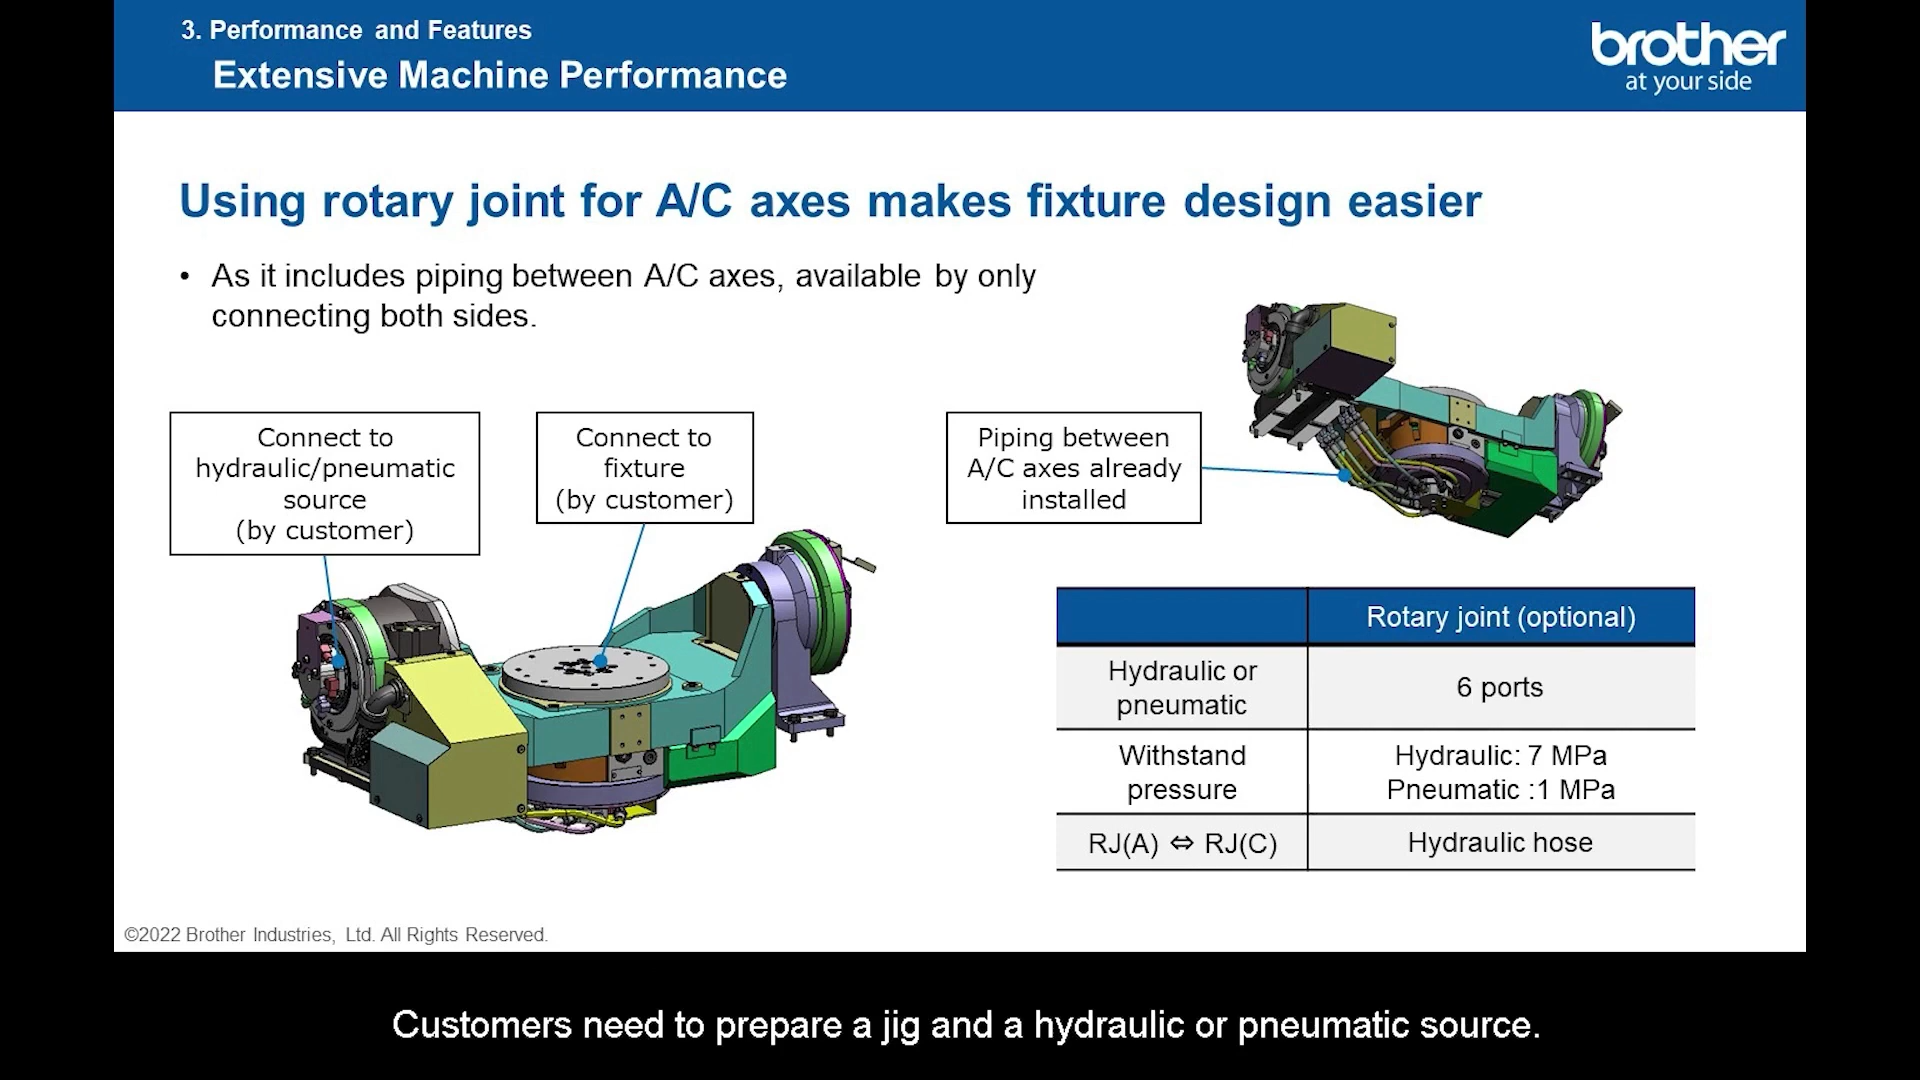 3. Performance and Features
Extensive Machine Performance
brother
at your side
Using rotary joint for A/C axes makes fixture design easier
• As it includes piping between A/C axes, available by only
connecting both sides.
Connect to
hydraulic/pneumatic
source
(by customer)
Connect to
fixture
(by customer)
Piping between
A/C axes already
installed
Rotary joint (optional)
Hydraulic or
pneumatic
6 ports
Withstand
pressure
Hydraulic: 7 MPa
Pneumatic :1 MPa
RJ(A) ⇔ RJ(C)
Hydraulic hose
©2022 Brother Industries, Ltd. All Rights Reserved.
Customers need to prepare a jig and a hydraulic or pneumatic source.